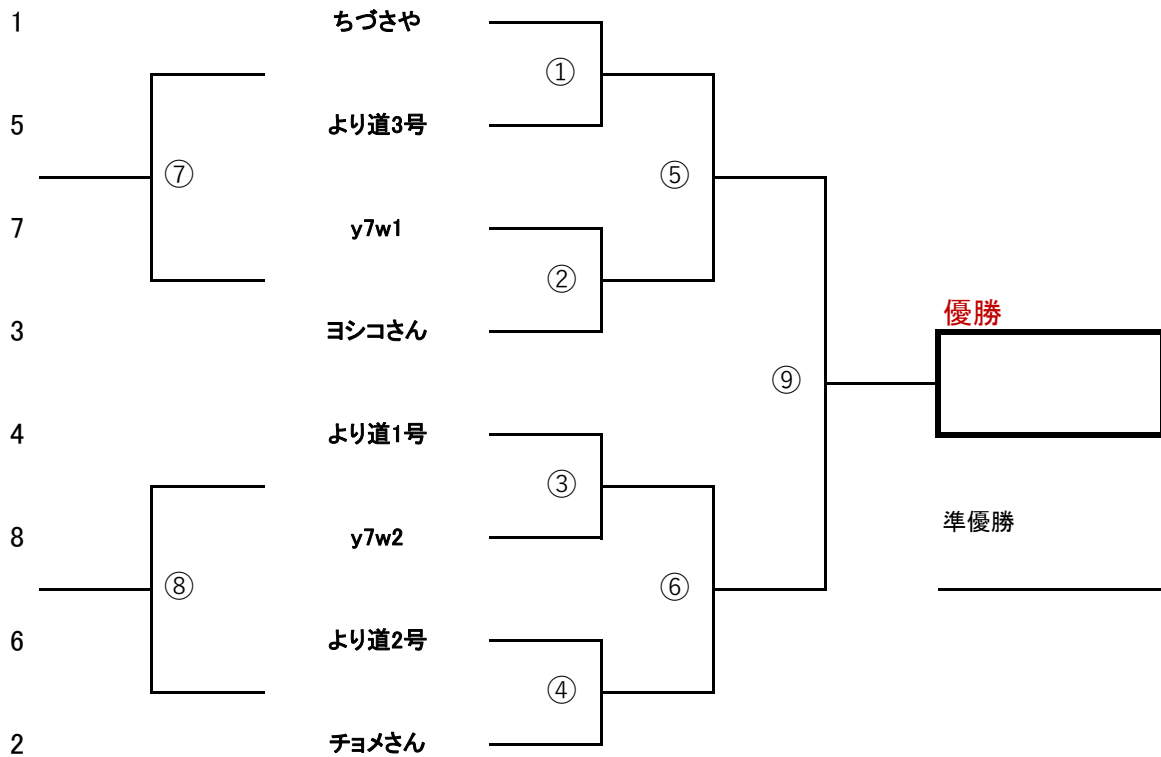 1 ちづさや
①
5 より道3号
⑦ ⑤
7 y7w1
②
3 ヨシコさん
優勝
⑨
4 より道1号
③
準優勝
8 y7w2
⑧ ⑥
6 より道2号
④
2 チョメさん